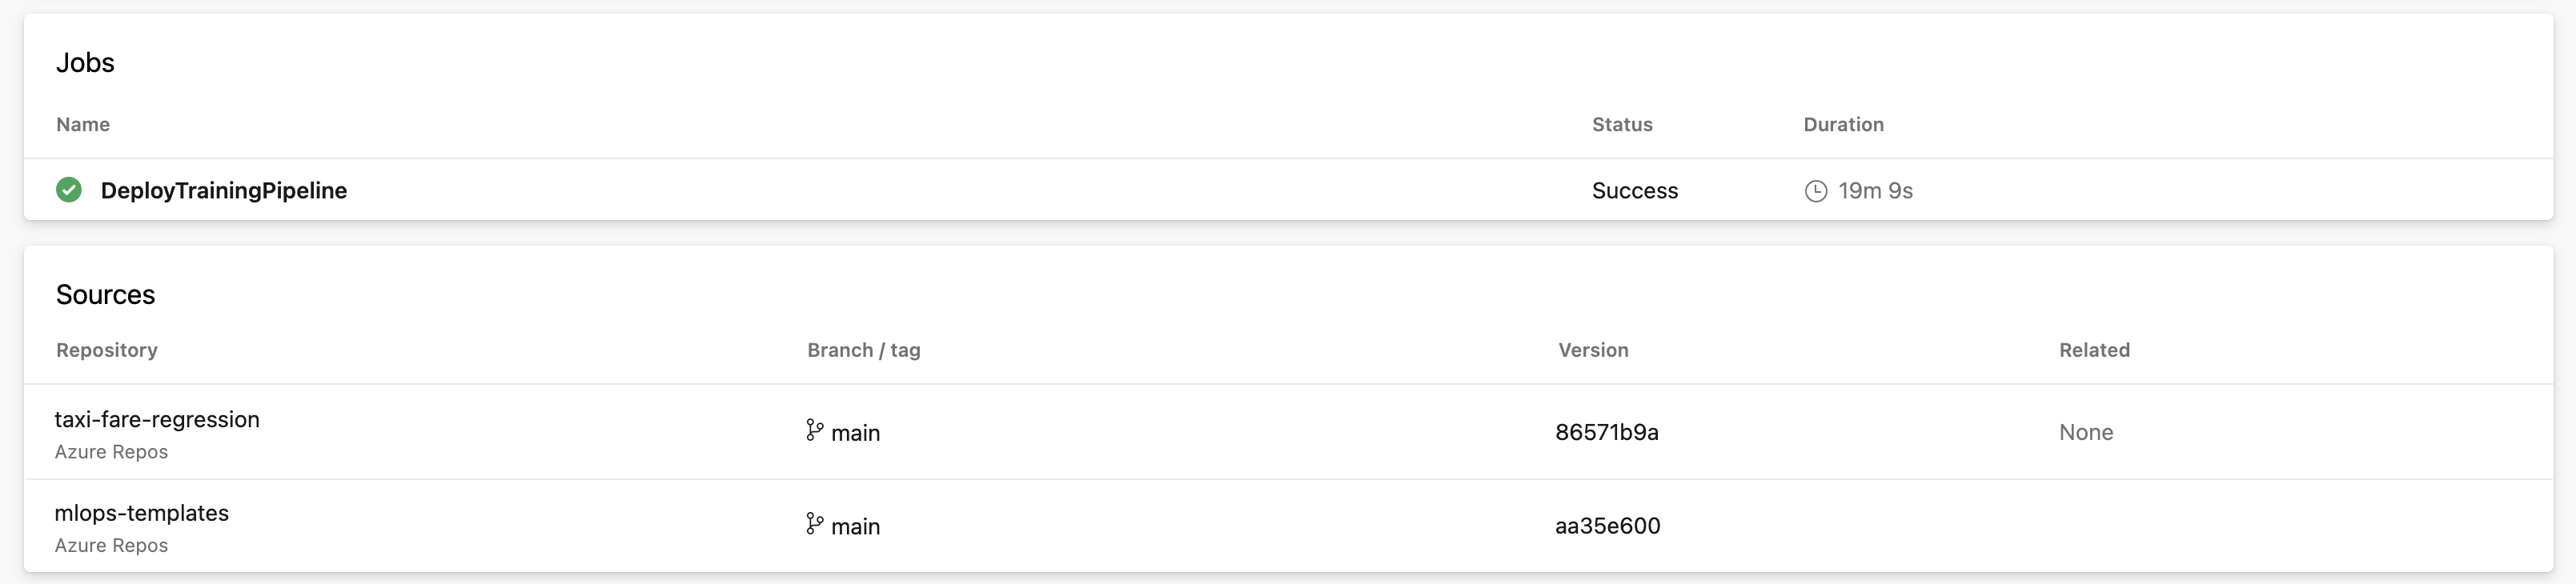 Jobs
Name Status Duration
DeployTrainingPipeline Success 19m 9s
Sources
Repository Branch / tag Version Related
taxi-fare-regression
Azure Repos
main 86571b9a None
mlops-templates
Azure Repos
main aa35e600